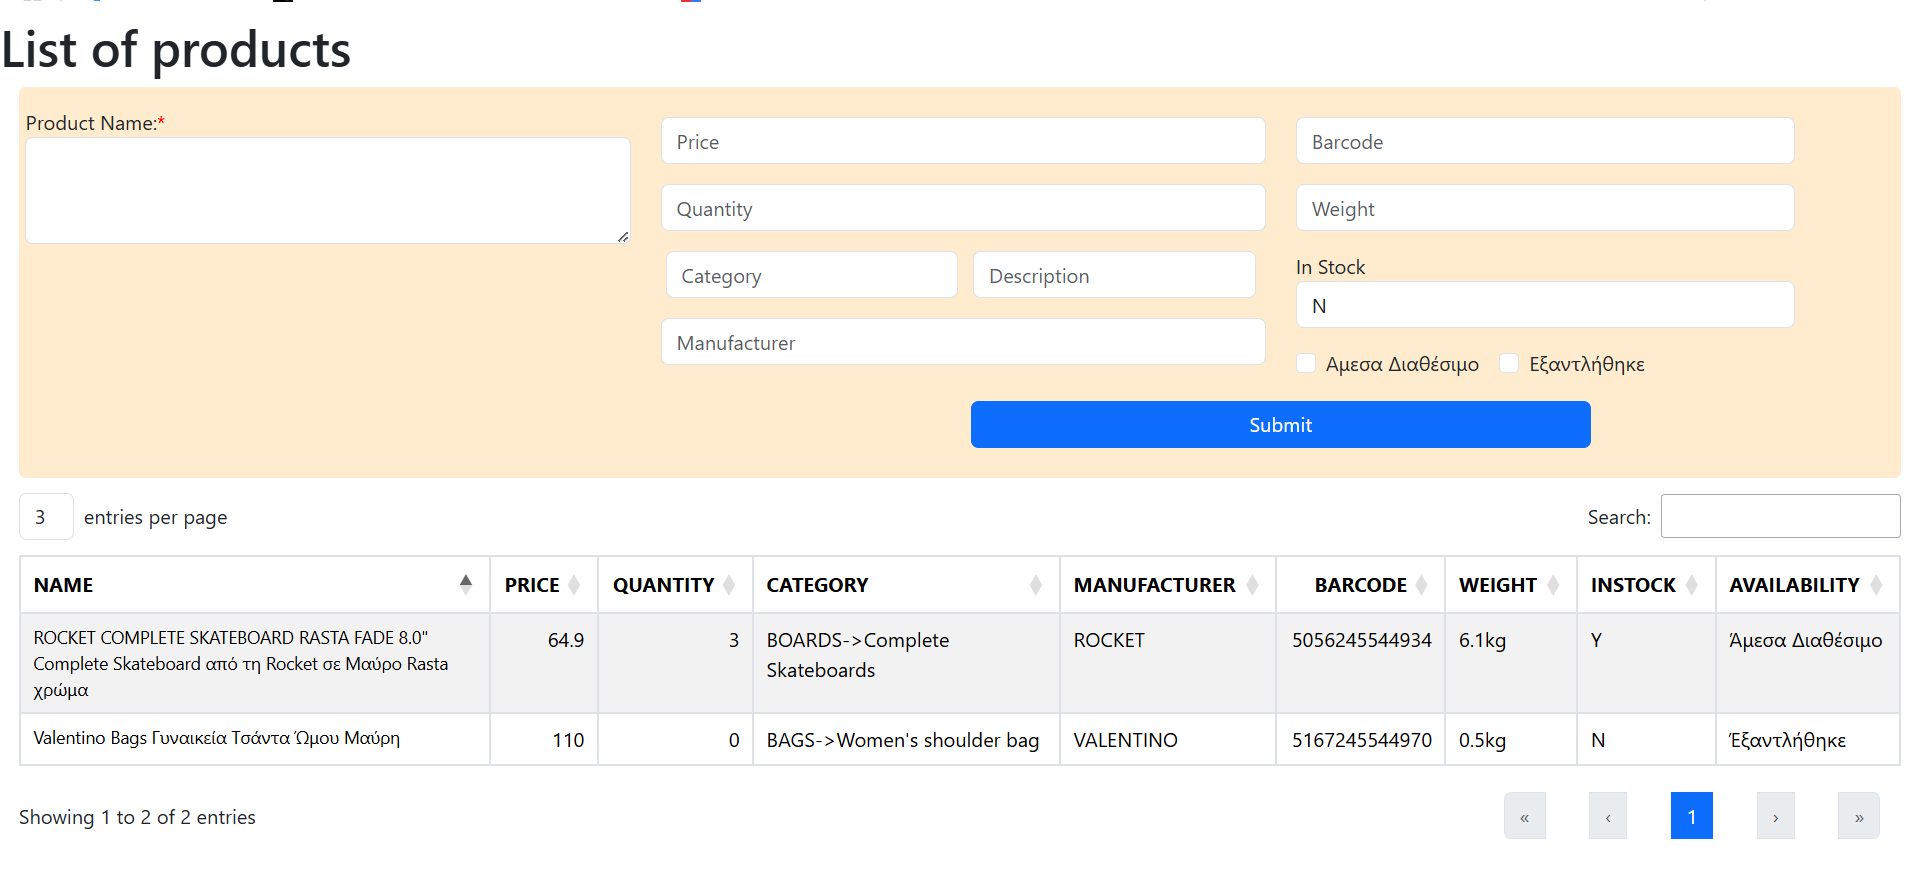 List of products
Product Name:*
Price
Barcode
Quantity
Weight
Category
Description
In Stock
N
Manufacturer
Αμεσα Διαθέσιμο
Εξαντλήθηκε
Submit
3 entries per page
Search:
NAME PRICE QUANTITY CATEGORY MANUFACTURER BARCODE WEIGHT INSTOCK AVAILABILITY
ROCKET COMPLETE SKATEBOARD RASTA FADE 8.0"
Complete Skateboard από τη Rocket σε Μαύρο Rasta
χρώμα
64.9
3
BOARDS->Complete
Skateboards
ROCKET
5056245544934
6.1kg
Y
Άμεσα Διαθέσιμο
Valentino Bags Γυναικεία Τσάντα Ώμου Μαύρη
110
0
BAGS->Women's shoulder bag
VALENTINO
5167245544970
0.5kg
N
Έξαντλήθηκε
Showing 1 to 2 of 2 entries
« ‹ 1 › »